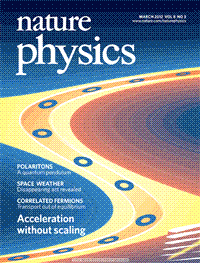 nature
MARCH 2012 VOL 8 NO 3
www.nature.com/naturephysics
physics
POLARITONS
A quantum pendulum
SPACE WEATHER
Disappearing act revealed
CORRELATED FERMIONS
Transport out of equilibrium
Acceleration
without scaling